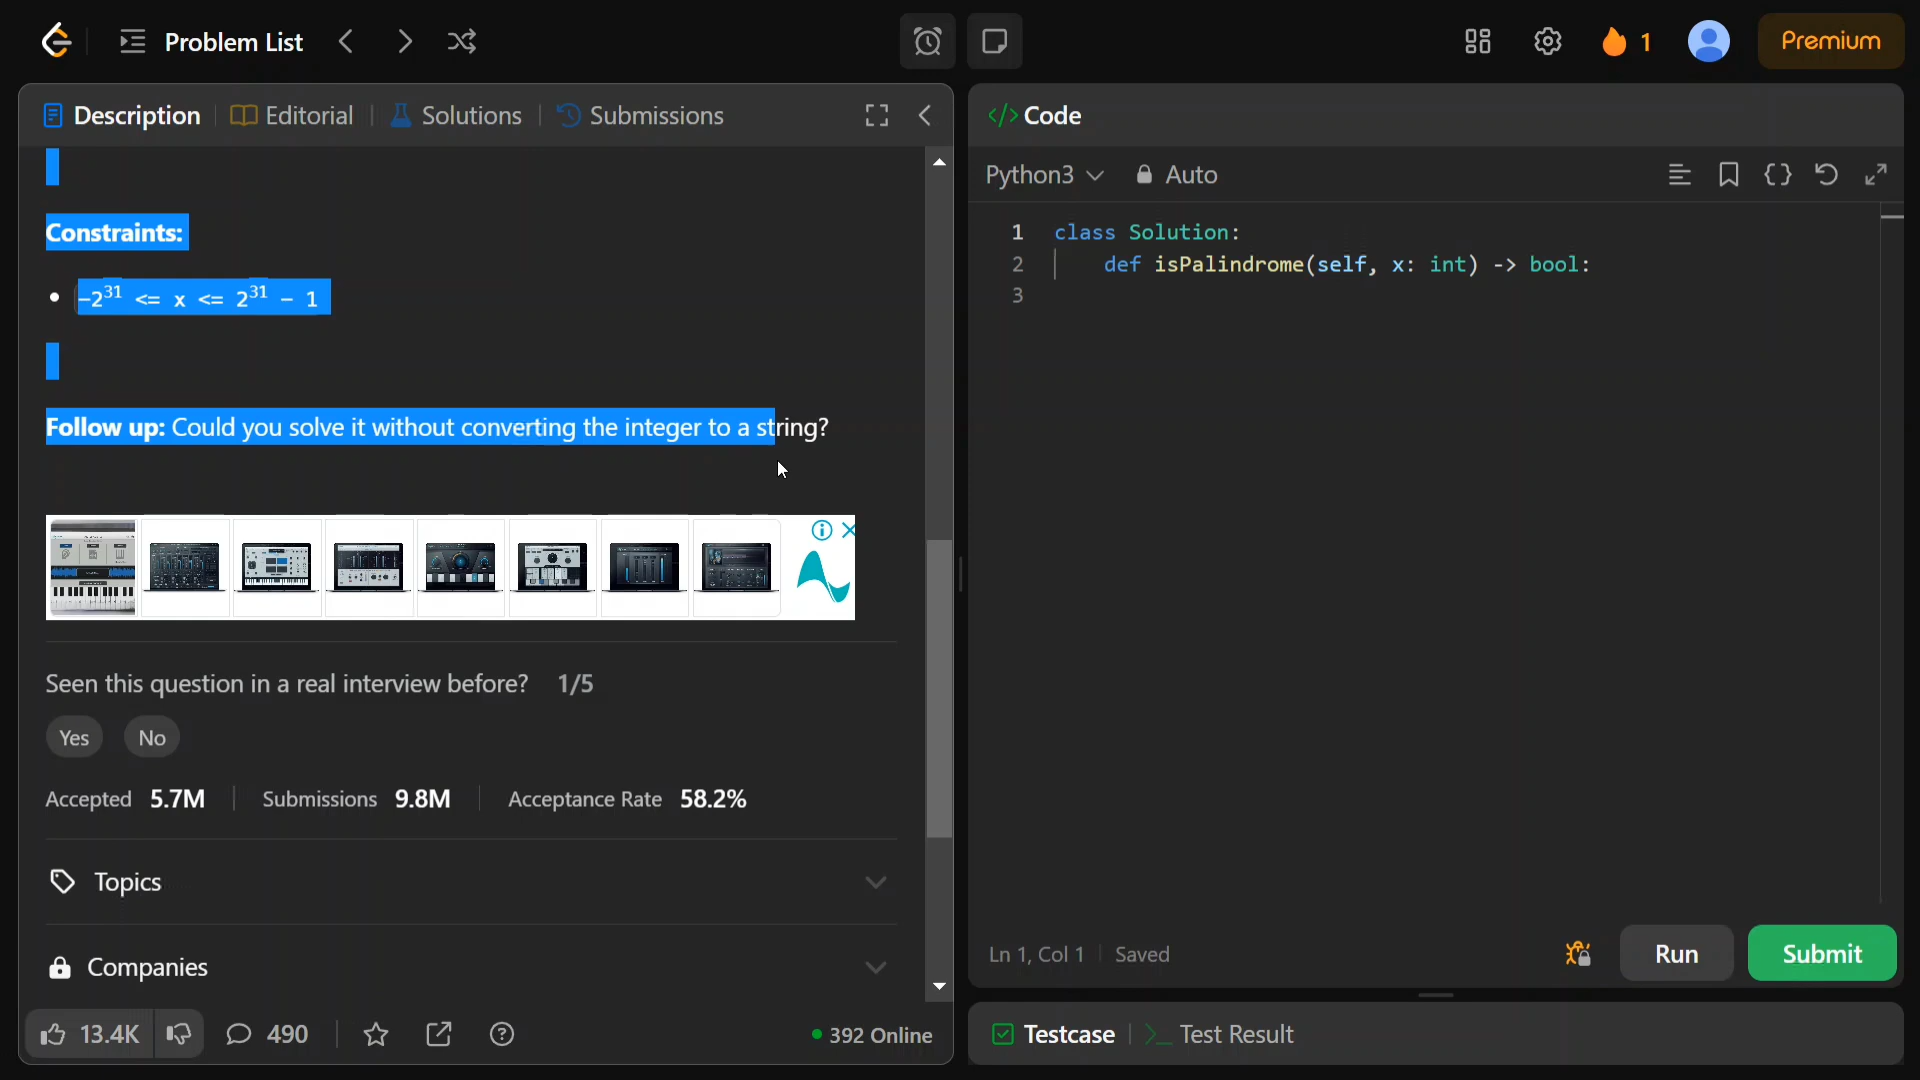 Problem List
1
Premium
Description
Editorial
Solutions
Submissions
Constraints:
• -2³¹ <= x <= 2³¹ - 1
Follow up: Could you solve it without converting the integer to a string?
Seen this question in a real interview before? 1/5
Yes
No
Accepted 5.7M
Submissions 9.8M
Acceptance Rate 58.2%
Topics
Companies
13.4K
490
392 Online
</> Code
Python3
Auto
1 class Solution:
2     def isPalindrome(self, x: int) -> bool:
3
Ln 1, Col 1
Saved
Run
Submit
Testcase
>_ Test Result